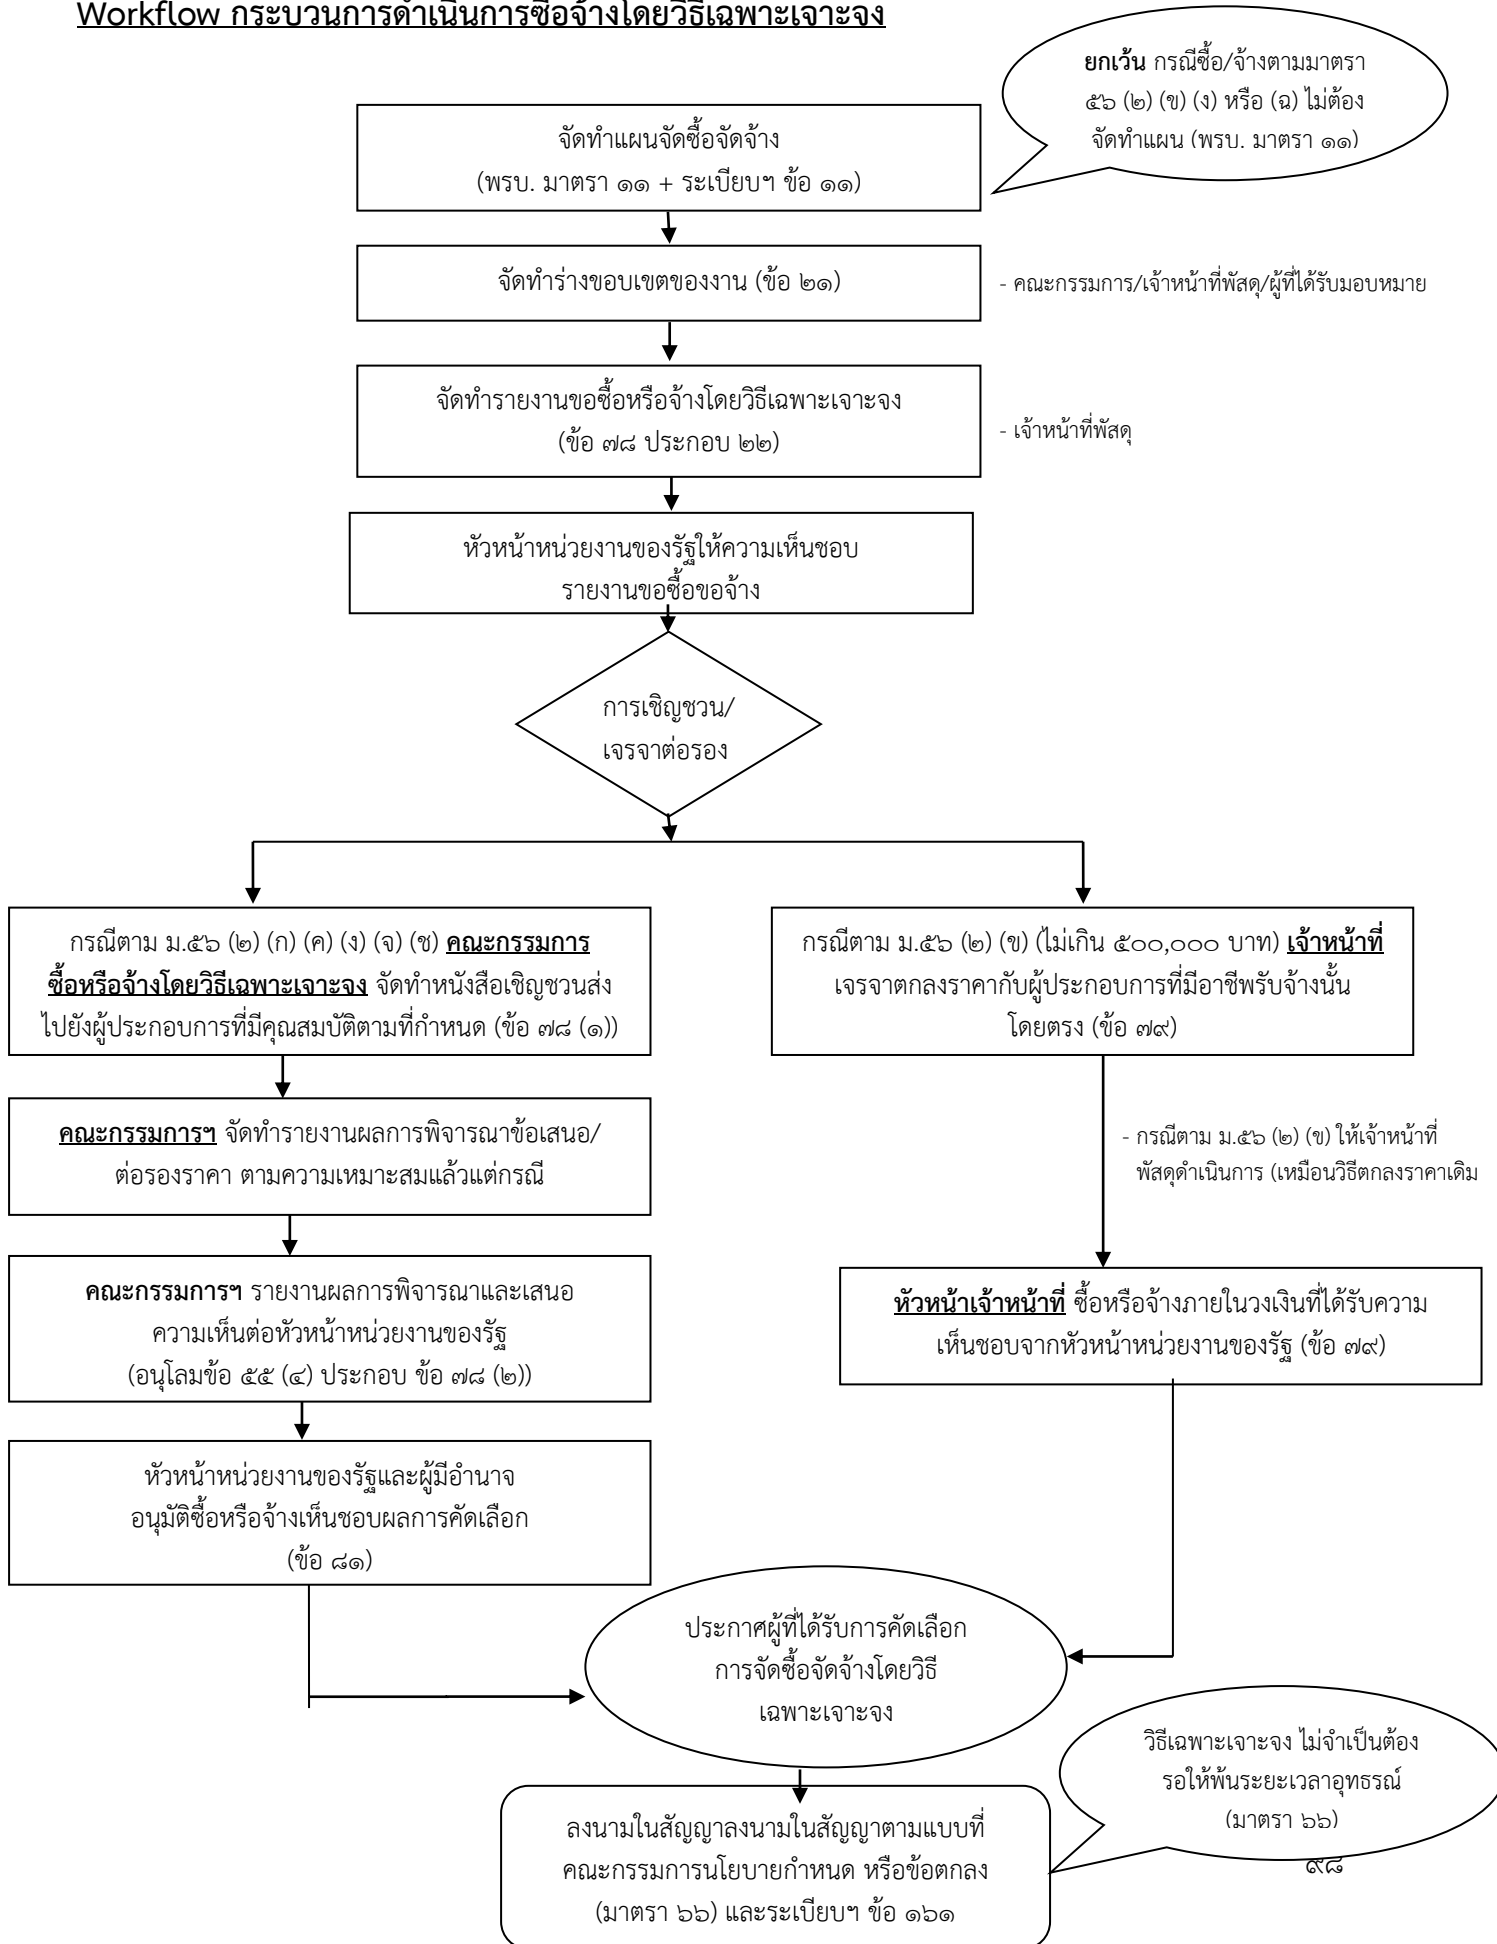 Workflow กระบวนการดำเนินการซื้อจ้างโดยวิธีเฉพาะเจาะจง
ยกเว้น กรณีซื้อ/จ้างตามมาตรา
๕๖ (๒) (ข) (ง) หรือ (ฉ) ไม่ต้อง
จัดทำแผน (พรบ. มาตรา ๑๑)
จัดทำแผนจัดซื้อจัดจ้าง
(พรบ. มาตรา ๑๑ + ระเบียบฯ ข้อ ๑๑)
จัดทำร่างขอบเขตของงาน (ข้อ ๒๑)
- คณะกรรมการ/เจ้าหน้าที่พัสดุ/ผู้ที่ได้รับมอบหมาย
จัดทำรายงานขอซื้อหรือจ้างโดยวิธีเฉพาะเจาะจง
(ข้อ ๗๘ ประกอบ ๒๒)
- เจ้าหน้าที่พัสดุ
หัวหน้าหน่วยงานของรัฐให้ความเห็นชอบ
รายงานขอซื้อขอจ้าง
การเชิญชวน/
เจรจาต่อรอง
กรณีตาม ม.๕๖ (๒) (ก) (ค) (ง) (จ) (ช) คณะกรรมการ
ซื้อหรือจ้างโดยวิธีเฉพาะเจาะจง จัดทำหนังสือเชิญชวนส่ง
ไปยังผู้ประกอบการที่มีคุณสมบัติตามที่กำหนด (ข้อ ๗๘ (๑))
กรณีตาม ม.๕๖ (๒) (ข) (ไม่เกิน ๕๐๐,๐๐๐ บาท) เจ้าหน้าที่
เจรจาตกลงราคากับผู้ประกอบการที่มีอาชีพรับจ้างนั้น
โดยตรง (ข้อ ๗๙)
คณะกรรมการฯ จัดทำรายงานผลการพิจารณาข้อเสนอ/
ต่อรองราคา ตามความเหมาะสมแล้วแต่กรณี
- กรณีตาม ม.๕๖ (๒) (ข) ให้เจ้าหน้าที่
พัสดุดำเนินการ (เหมือนวิธีตกลงราคาเดิม
คณะกรรมการฯ รายงานผลการพิจารณาและเสนอ
ความเห็นต่อหัวหน้าหน่วยงานของรัฐ
(อนุโลมข้อ ๕๕ (๔) ประกอบ ข้อ ๗๘ (๒))
หัวหน้าเจ้าหน้าที่ ซื้อหรือจ้างภายในวงเงินที่ได้รับความ
เห็นชอบจากหัวหน้าหน่วยงานของรัฐ (ข้อ ๗๙)
หัวหน้าหน่วยงานของรัฐและผู้มีอำนาจ
อนุมัติซื้อหรือจ้างเห็นชอบผลการคัดเลือก
(ข้อ ๘๑)
ประกาศผู้ที่ได้รับการคัดเลือก
การจัดซื้อจัดจ้างโดยวิธี
เฉพาะเจาะจง
วิธีเฉพาะเจาะจง ไม่จำเป็นต้อง
รอให้พ้นระยะเวลาอุทธรณ์
(มาตรา ๖๖)
๙๘
ลงนามในสัญญาลงนามในสัญญาตามแบบที่
คณะกรรมการนโยบายกำหนด หรือข้อตกลง
(มาตรา ๖๖) และระเบียบฯ ข้อ ๑๖๑